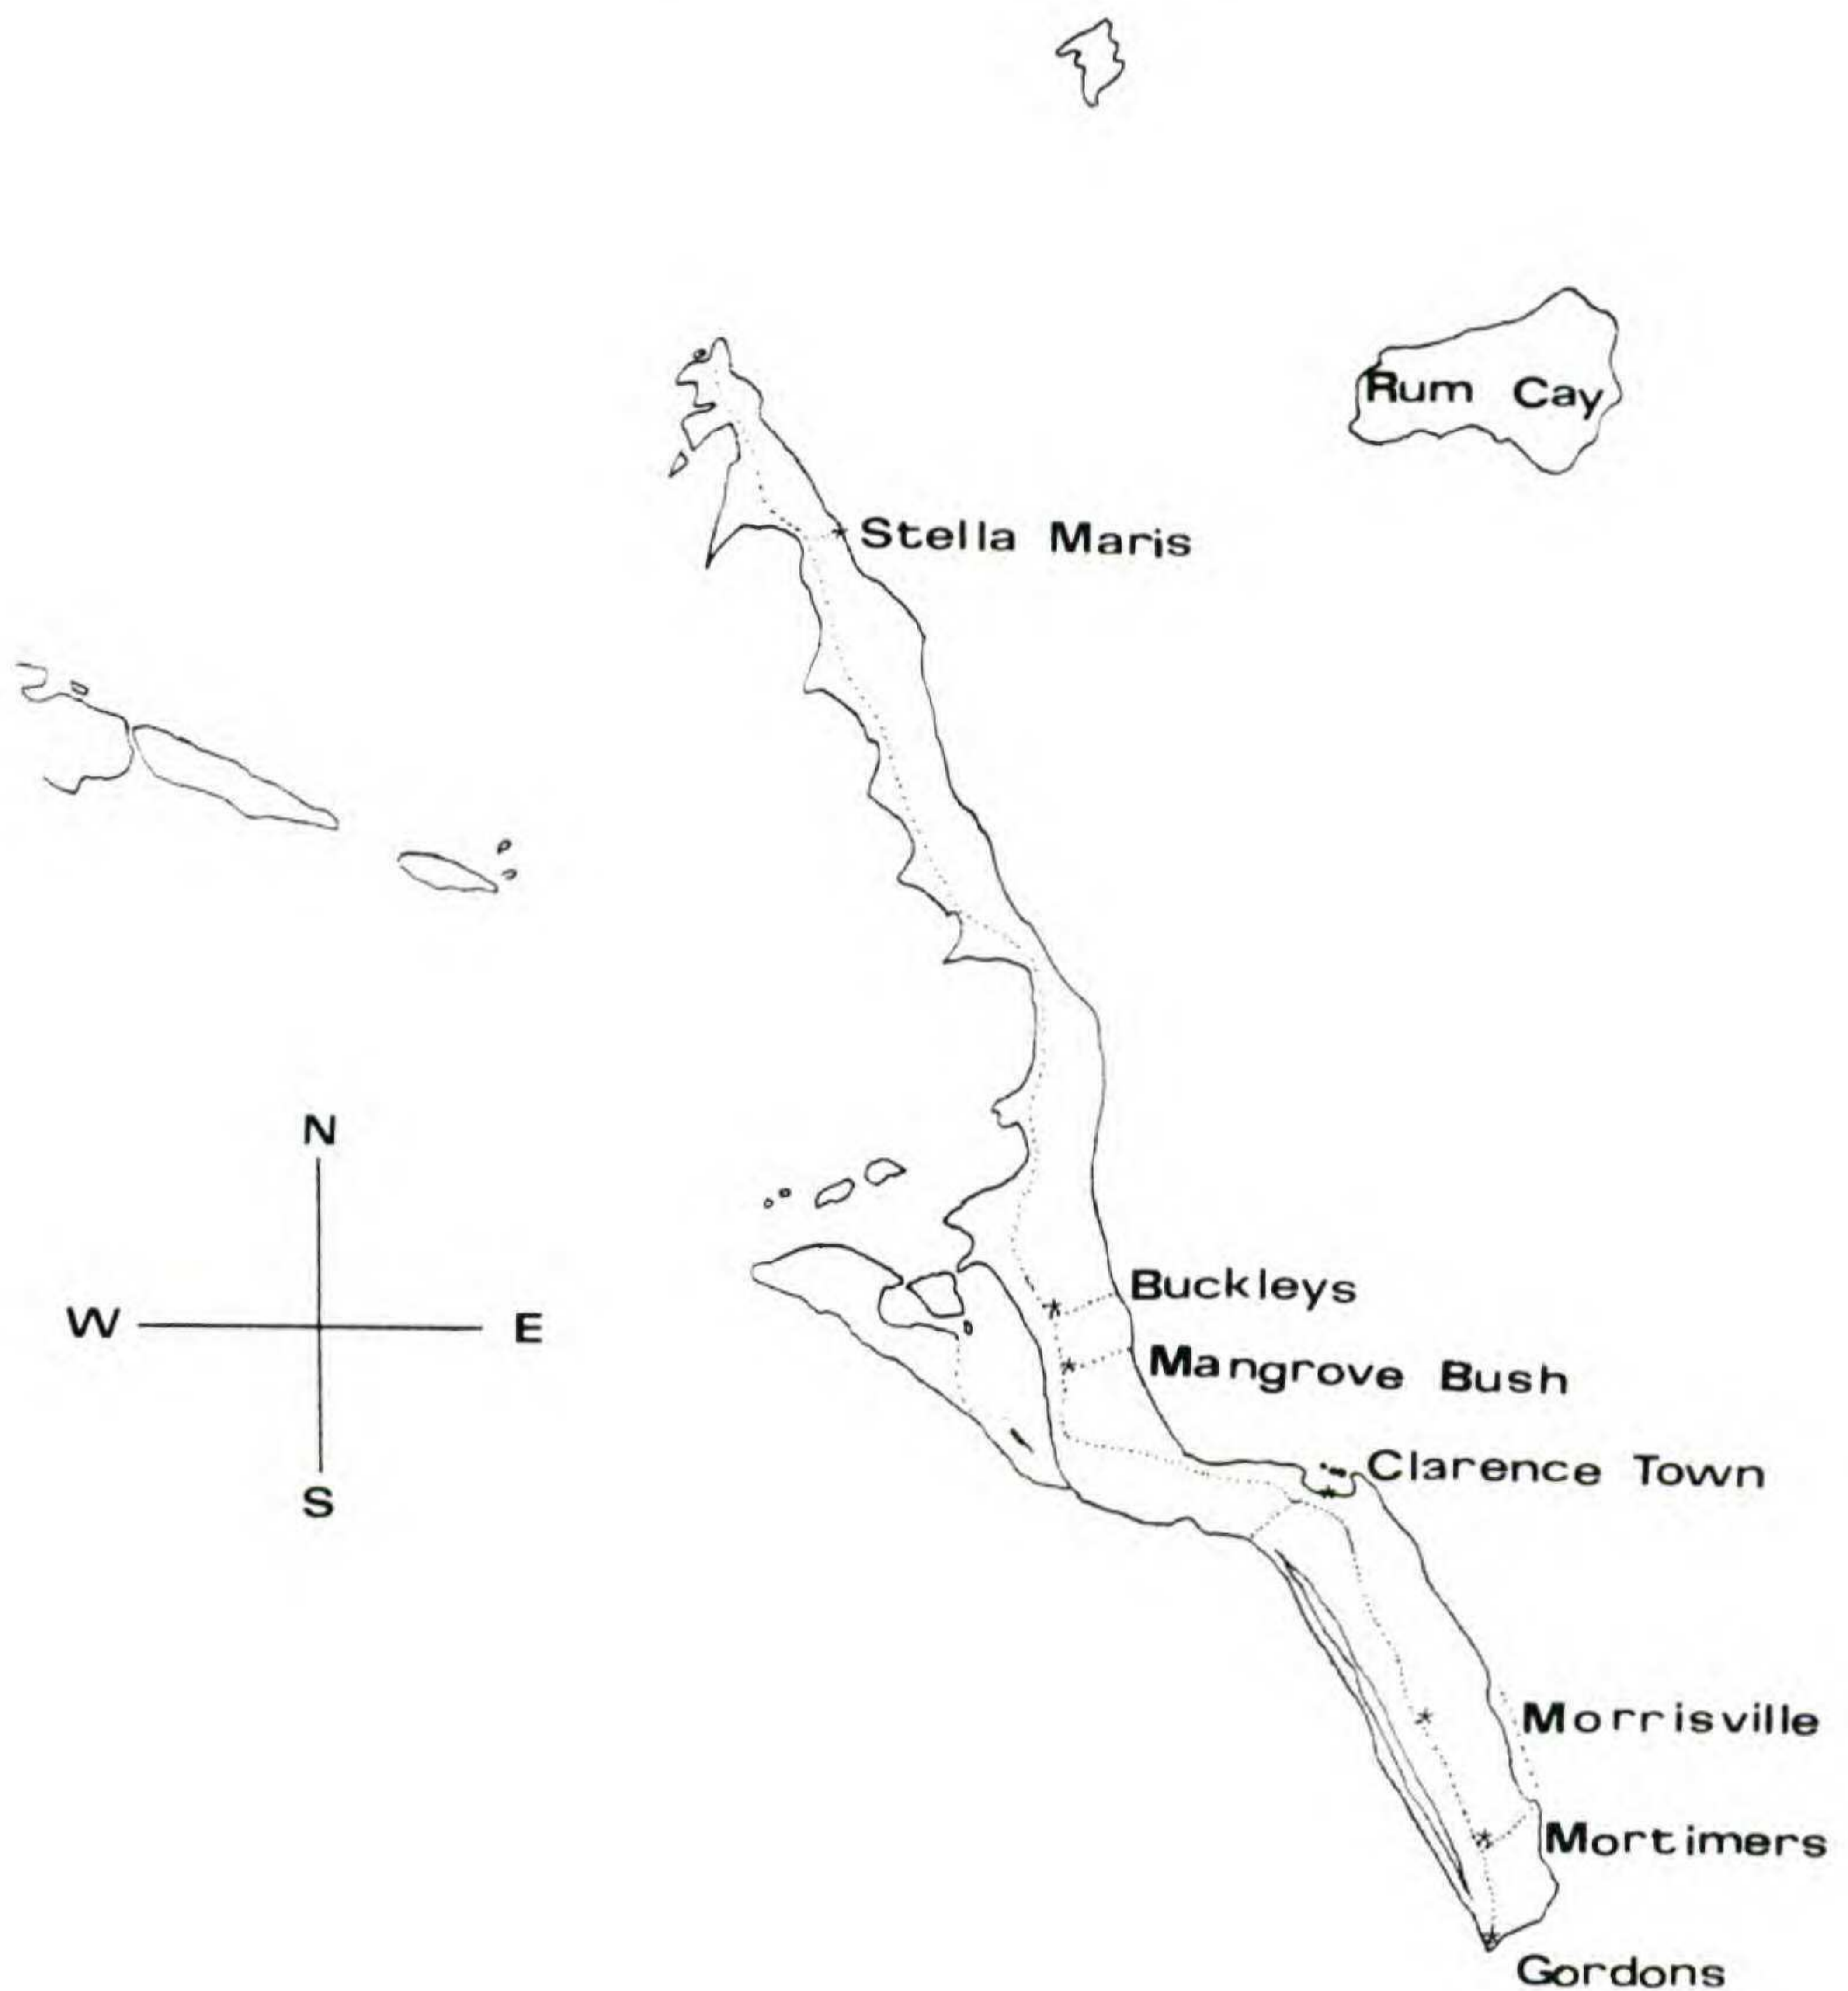 Rum Cay
Stella Maris
N
W E
S
Buckleys
Mangrove Bush
Clarence Town
Morrisville
Mortimers
Gordons